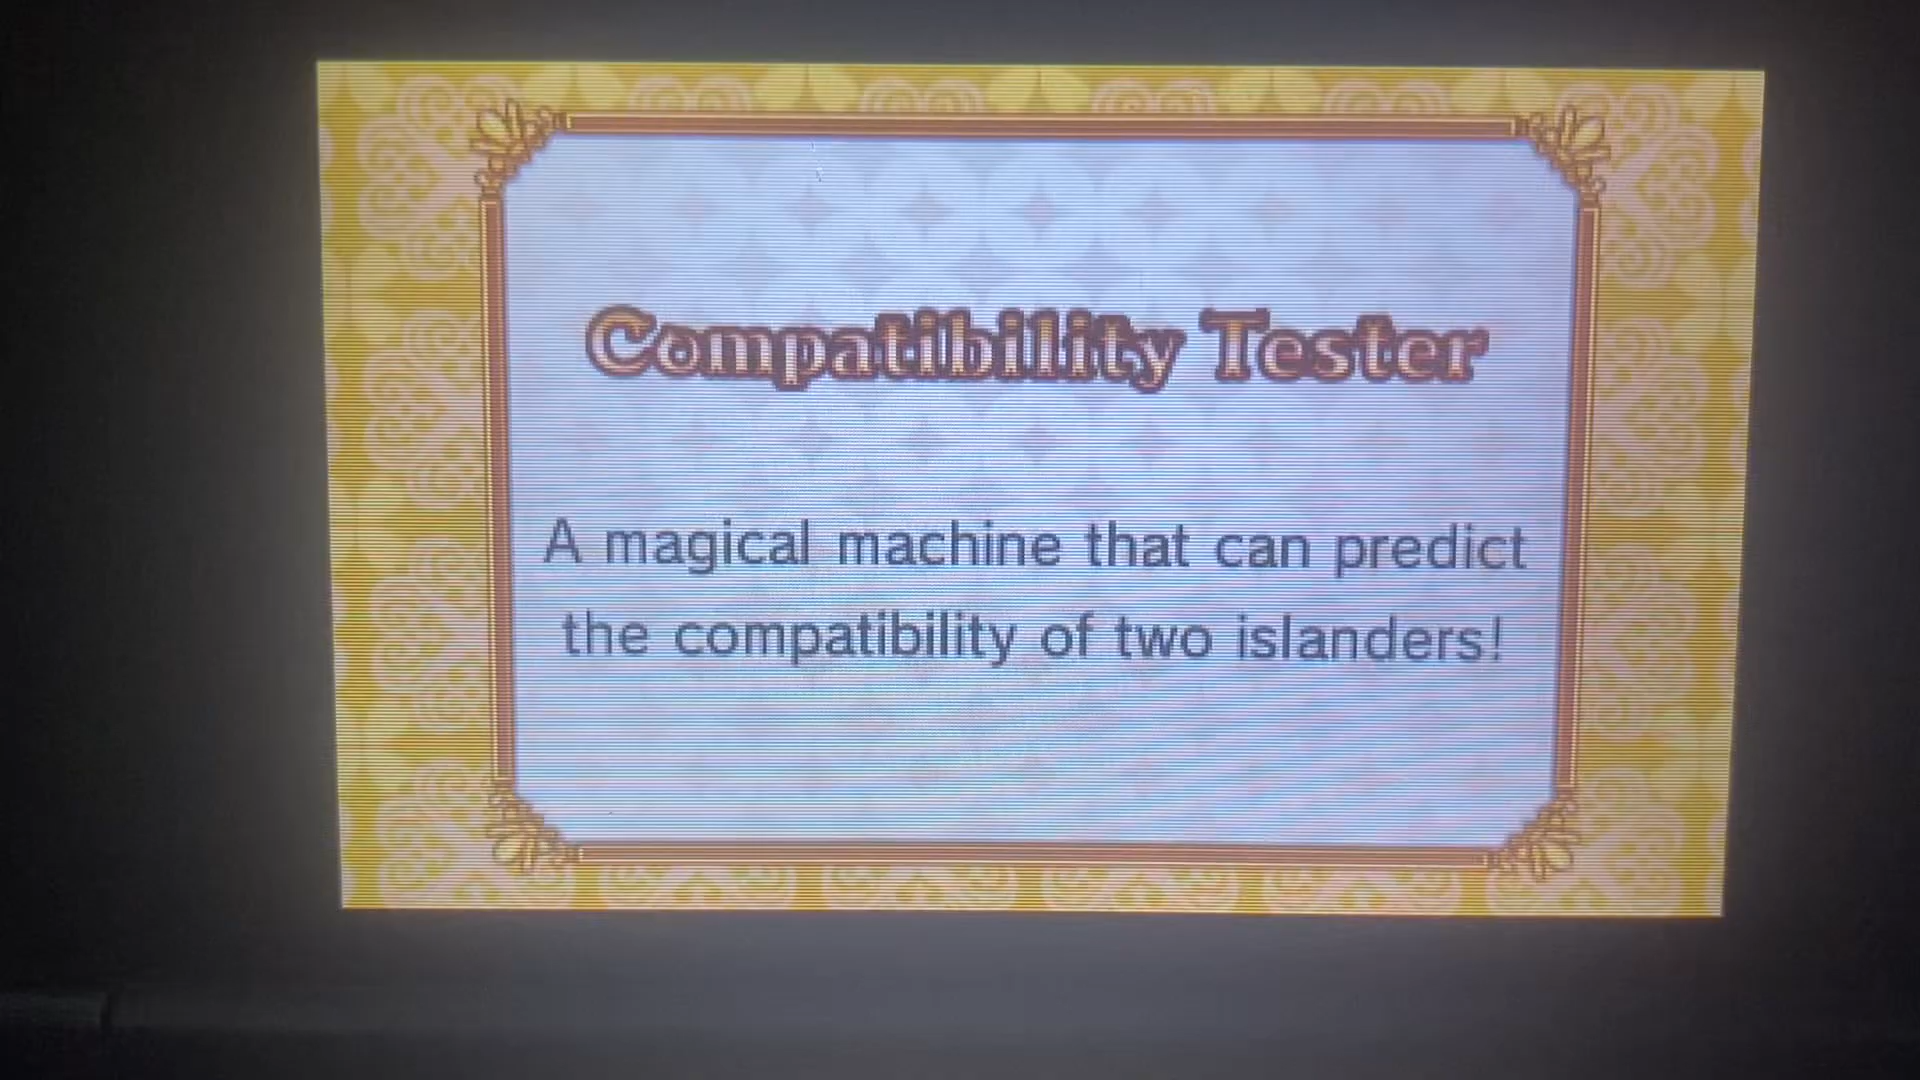 Compatibility Tester
A magical machine that can predict
the compatibility of two islanders!